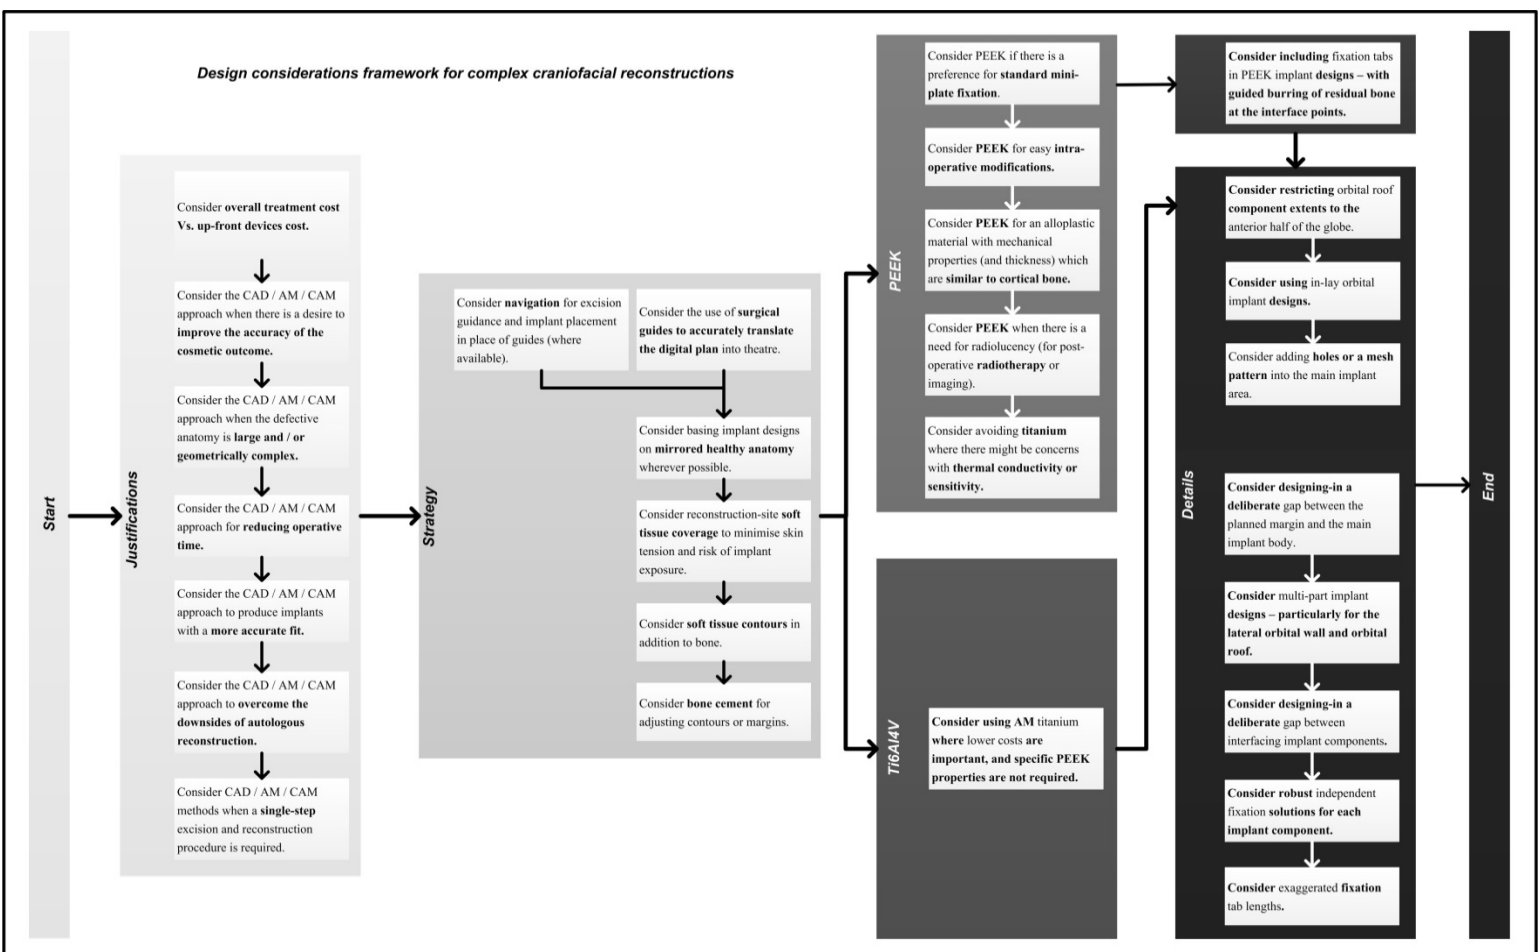 Design considerations framework for complex craniofacial reconstructions
Start
Justifications
Consider overall treatment cost
Vs. up-front devices cost.
Consider the CAD / AM / CAM
approach when there is a desire to
improve the accuracy of the
cosmetic outcome.
Consider the CAD / AM / CAM
approach when the defective
anatomy is large and / or
geometrically complex.
Consider the CAD / AM / CAM
approach for reducing operative
time.
Consider the CAD / AM / CAM
approach to produce implants
with a more accurate fit.
Consider the CAD / AM / CAM
approach to overcome the
downsides of autologous
reconstruction.
Consider CAD / AM / CAM
methods when a single-step
excision and reconstruction
procedure is required.
Strategy
Consider navigation for excision
guidance and implant placement
in place of guides (where
available).
Consider the use of surgical
guides to accurately translate
the digital plan into theatre.
Consider basing implant designs
on mirrored healthy anatomy
wherever possible.
Consider reconstruction-site soft
tissue coverage to minimise skin
tension and risk of implant
exposure.
Consider soft tissue contours in
addition to bone.
Consider bone cement for
adjusting contours or margins.
PEEK
Consider PEEK if there is a
preference for standard mini-
plate fixation.
Consider PEEK for easy intra-
operative modifications.
Consider PEEK for an alloplastic
material with mechanical
properties (and thickness) which
are similar to cortical bone.
Consider PEEK when there is a
need for radiolucency (for post-
operative radiotherapy or
imaging).
Consider avoiding titanium
where there might be concerns
with thermal conductivity or
sensitivity.
Ti6Al4V
Consider using AM titanium
where lower costs are
important, and specific PEEK
properties are not required.
Consider including fixation tabs
in PEEK implant designs – with
guided burring of residual bone
at the interface points.
Details
Consider restricting orbital roof
component extents to the
anterior half of the globe.
Consider using in-lay orbital
implant designs.
Consider adding holes or a mesh
pattern into the main implant
area.
Consider designing-in a
deliberate gap between the
planned margin and the main
implant body.
Consider multi-part implant
designs – particularly for the
lateral orbital wall and orbital
roof.
Consider designing-in a
deliberate gap between
interfacing implant components.
Consider robust independent
fixation solutions for each
implant component.
Consider exaggerated fixation
tab lengths.
End